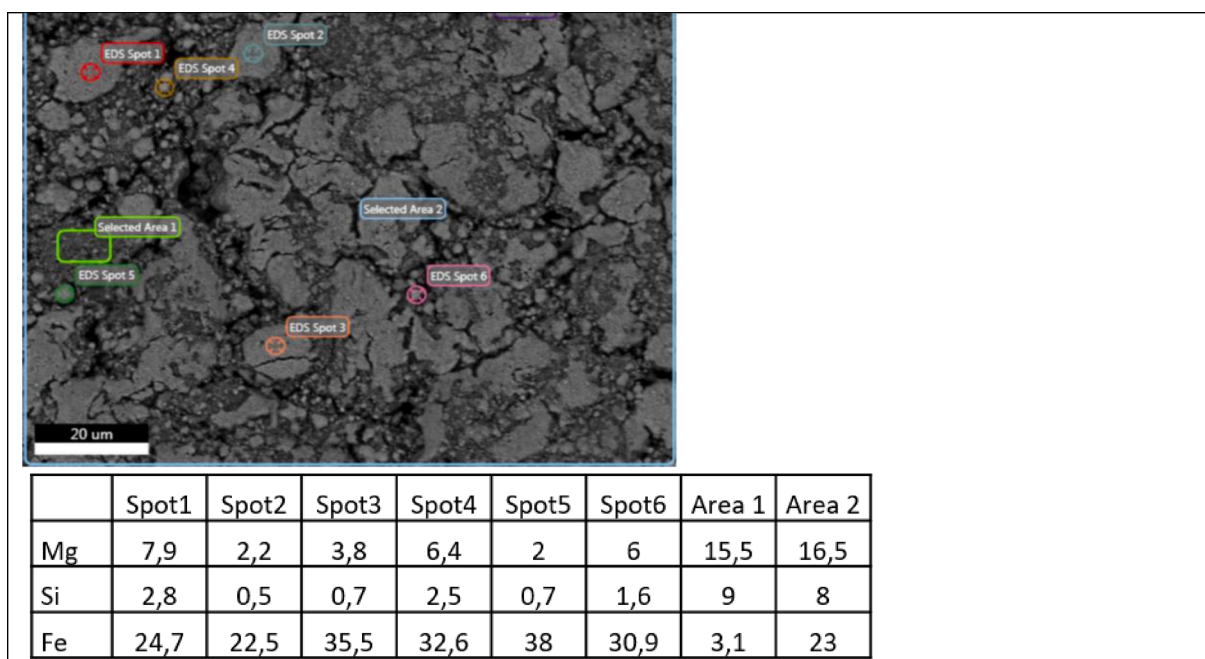 EDS Spot 2
EDS Spot 1
EDS Spot 4
Selected Area 2
Selected Area 1
EDS Spot 5
EDS Spot 6
EDS Spot 3
20 um
Spot1 Spot2 Spot3 Spot4 Spot5 Spot6 Area 1 Area 2
Mg 7,9 2,2 3,8 6,4 2 6 15,5 16,5
Si 2,8 0,5 0,7 2,5 0,7 1,6 9 8
Fe 24,7 22,5 35,5 32,6 38 30,9 3,1 23